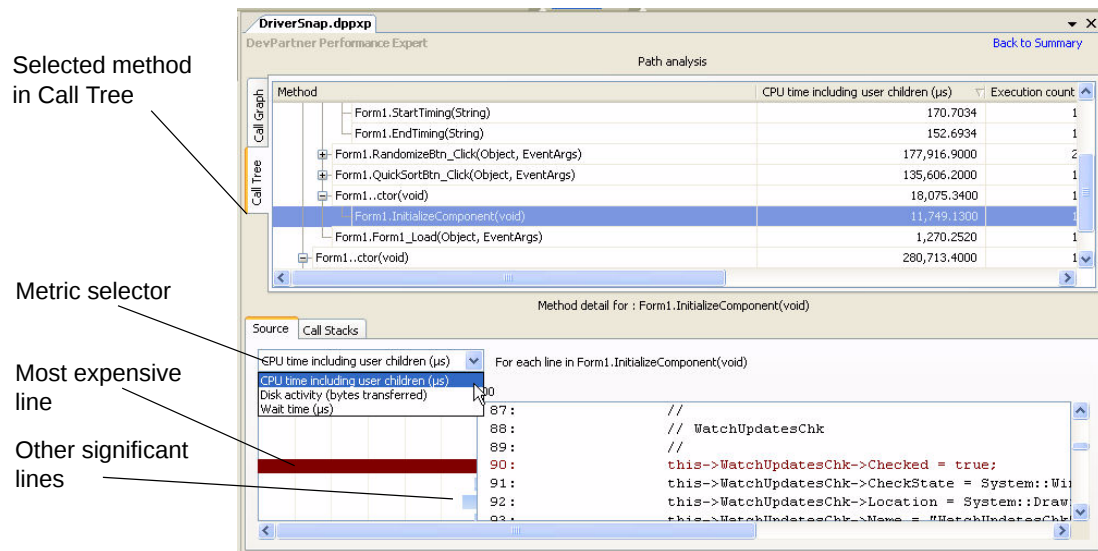 DriverSnap.dppxp
DevPartner Performance Expert
Back to Summary
Path analysis
Selected method
in Call Tree
Call Graph
Call Tree
Method CPU time including user children (µs) Execution count
Form1.StartTiming(String) 170.7034 1
Form1.EndTiming(String) 152.6934 1
Form1.RandomizeBtn_Click(Object, EventArgs) 177,916.9000 2
Form1.QuickSortBtn_Click(Object, EventArgs) 135,606.2000 1
Form1..ctor(void) 18,075.3400 1
Form1.InitializeComponent(void) 11,749.1300 1
Form1.Form1_Load(Object, EventArgs) 1,270.2520 1
Form1..ctor(void) 280,713.4000 1
Method detail for : Form1.InitializeComponent(void)
Metric selector
Source Call Stacks
CPU time including user children (µs) For each line in Form1.InitializeComponent(void)
CPU time including user children (µs)
Disk activity (bytes transferred)
Wait time (µs)
Most expensive
line
87: //
88: // WatchUpdatesChk
89: //
90: this->WatchUpdatesChk->Checked = true;
91: this->WatchUpdatesChk->CheckState = System::Wi
92: this->WatchUpdatesChk->Location = System::Draw
93: this->WatchUpdatesChk->Name = "WatchUpdatesChk
Other significant
lines